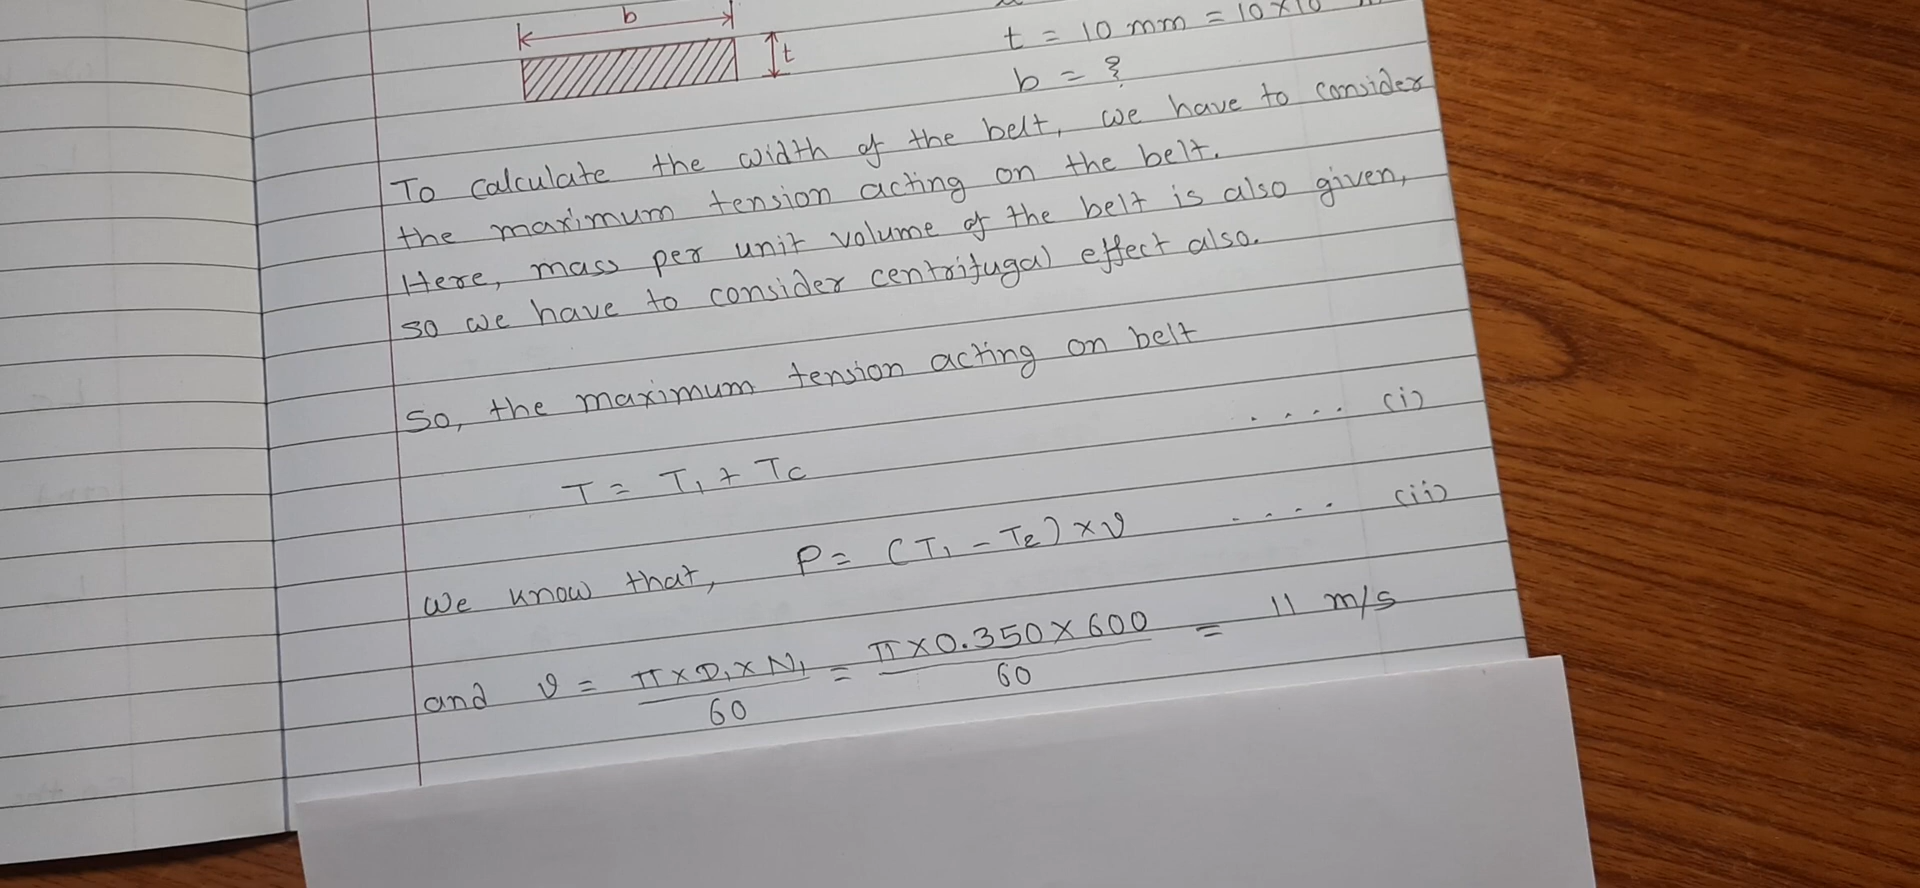 b
t
t = 10 mm = 10 × 10
b = ?
To calculate the width of the belt, we have to consider
the maximum tension acting on the belt.
Here, mass per unit volume of the belt is also given,
so we have to consider centrifugal effect also.
So, the maximum tension acting on belt
T = T₁ + Tc .... (i)
We know that, P = (T₁ - T₂) × v .... (ii)
and v = π × D₁ × N₁ / 60 = π × 0.350 × 600 / 60 = 11 m/s